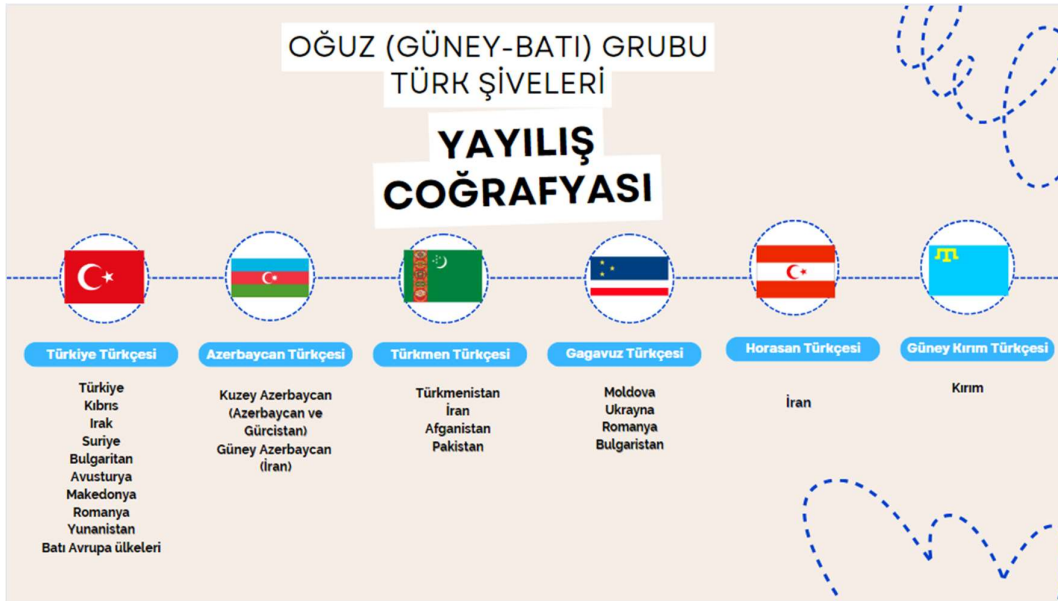 OĞUZ (GÜNEY-BATI) GRUBU
TÜRK ŞİVELERİ
YAYILIŞ
COĞRAFYASI
Türkiye Türkçesi
Türkiye
Kıbrıs
Irak
Suriye
Bulgaritan
Avusturya
Makedonya
Romanya
Yunanistan
Batı Avrupa ülkeleri
Azerbaycan Türkçesi
Kuzey Azerbaycan
(Azerbaycan ve
Gürcistan)
Güney Azerbaycan
(İran)
Türkmen Türkçesi
Türkmenistan
İran
Afganistan
Pakistan
Gagavuz Türkçesi
Moldova
Ukrayna
Romanya
Bulgaristan
Horasan Türkçesi
İran
Güney Kırım Türkçesi
Kırım